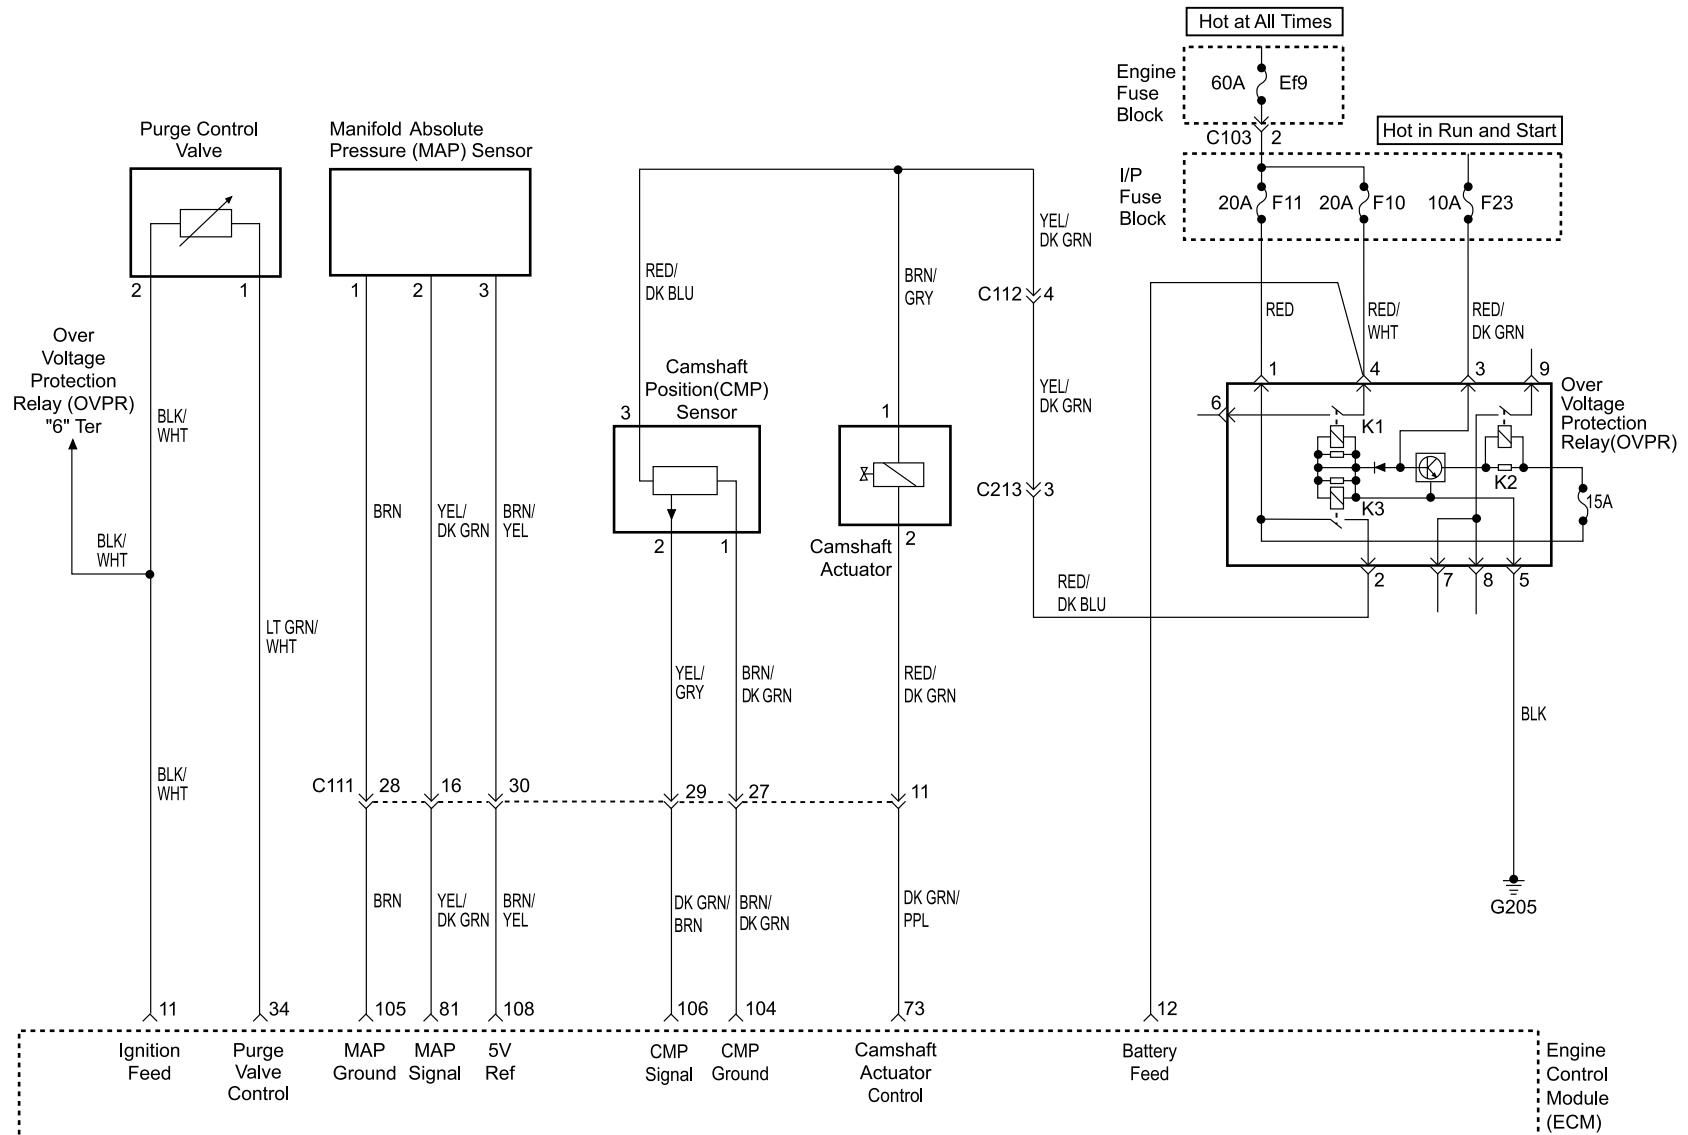 Hot at All Times
Engine
Fuse
Block
60A Ef9
C103 2
Hot in Run and Start
I/P
Fuse
Block
20A F11 20A F10 10A F23
Purge Control
Valve
2 1
Manifold Absolute
Pressure (MAP) Sensor
1 2 3
Over
Voltage
Protection
Relay (OVPR)
"6" Ter
BLK/
WHT
BLK/
WHT
LT GRN/
WHT
BLK/
WHT
BRN
YEL/
DK GRN
BRN/
YEL
RED/
DK BLU
BRN/
GRY
YEL/
DK GRN
C112 4
YEL/
DK GRN
C213 3
RED/
DK BLU
Camshaft
Position(CMP)
Sensor
3
2 1
1
2
Camshaft
Actuator
RED
RED/
WHT
RED/
DK GRN
1 4 3 9
6
K1
K2
K3
15A
2 7 8 5
Over
Voltage
Protection
Relay(OVPR)
YEL/
GRY
BRN/
DK GRN
RED/
DK GRN
BLK
G205
C111 28 16 30 29 27 11
BRN
YEL/
DK GRN
BRN/
YEL
DK GRN/
BRN
BRN/
DK GRN
DK GRN/
PPL
11 34 105 81 108 106 104 73 12
Ignition
Feed
Purge
Valve
Control
MAP
Ground
MAP
Signal
5V
Ref
CMP
Signal
CMP
Ground
Camshaft
Actuator
Control
Battery
Feed
Engine
Control
Module
(ECM)